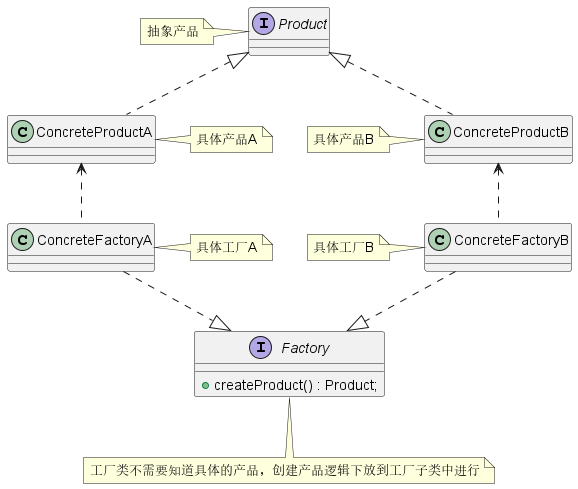 抽象产品
I Product
C ConcreteProductA
具体产品A
具体产品B
C ConcreteProductB
C ConcreteFactoryA
具体工厂A
具体工厂B
C ConcreteFactoryB
I Factory
createProduct() : Product;
工厂类不需要知道具体的产品，创建产品逻辑下放到工厂子类中进行